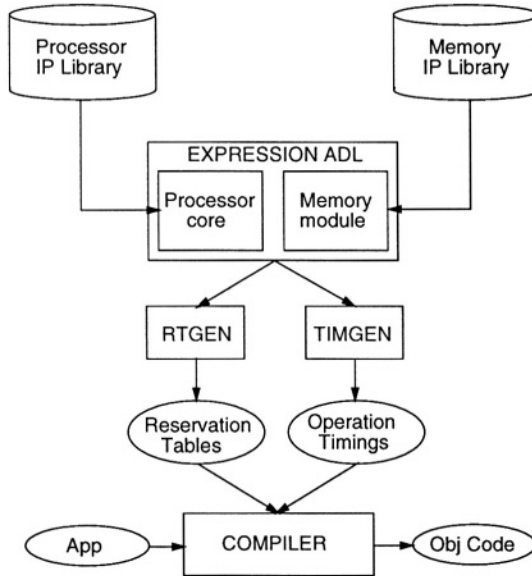 Processor
IP Library
Memory
IP Library
EXPRESSION ADL
Processor
core
Memory
module
RTGEN
TIMGEN
Reservation
Tables
Operation
Timings
App
COMPILER
Obj Code